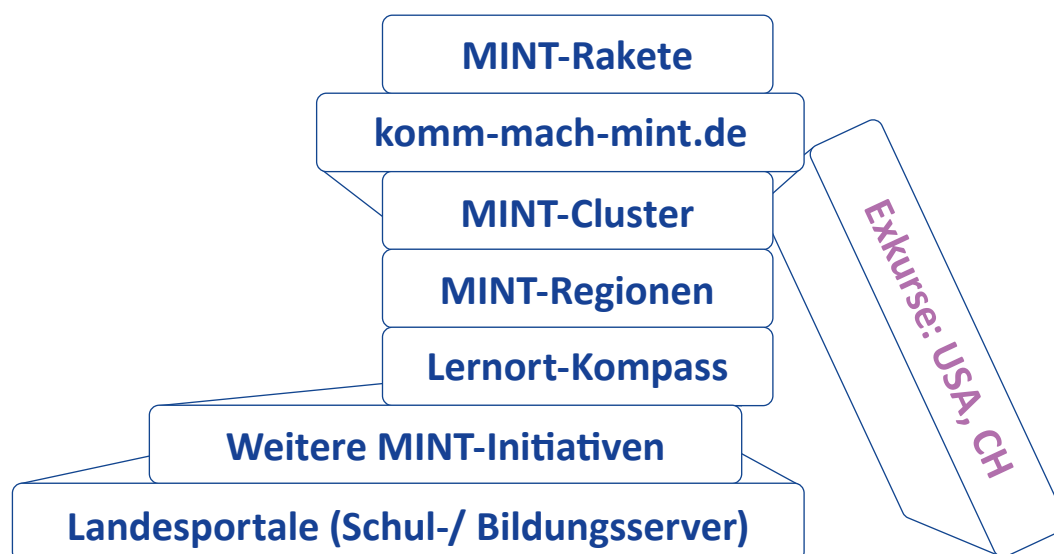 MINT-Rakete
komm-mach-mint.de
MINT-Cluster
MINT-Regionen
Lernort-Kompass
Weitere MINT-Initiativen
Landesportale (Schul-/ Bildungsserver)
Exkurse: USA, CH